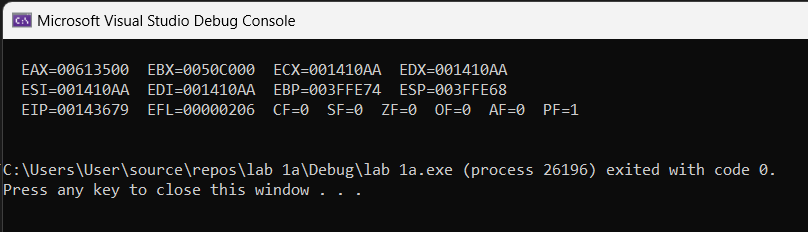 Microsoft Visual Studio Debug Console
EAX=00613500 EBX=0050C000 ECX=001410AA EDX=001410AA
ESI=001410AA EDI=001410AA EBP=003FFE74 ESP=003FFE68
EIP=00143679 EFL=00000206 CF=0 SF=0 ZF=0 OF=0 AF=0 PF=1
C:\Users\User\source\repos\lab 1a\Debug\lab 1a.exe (process 26196) exited with code 0.
Press any key to close this window . . .